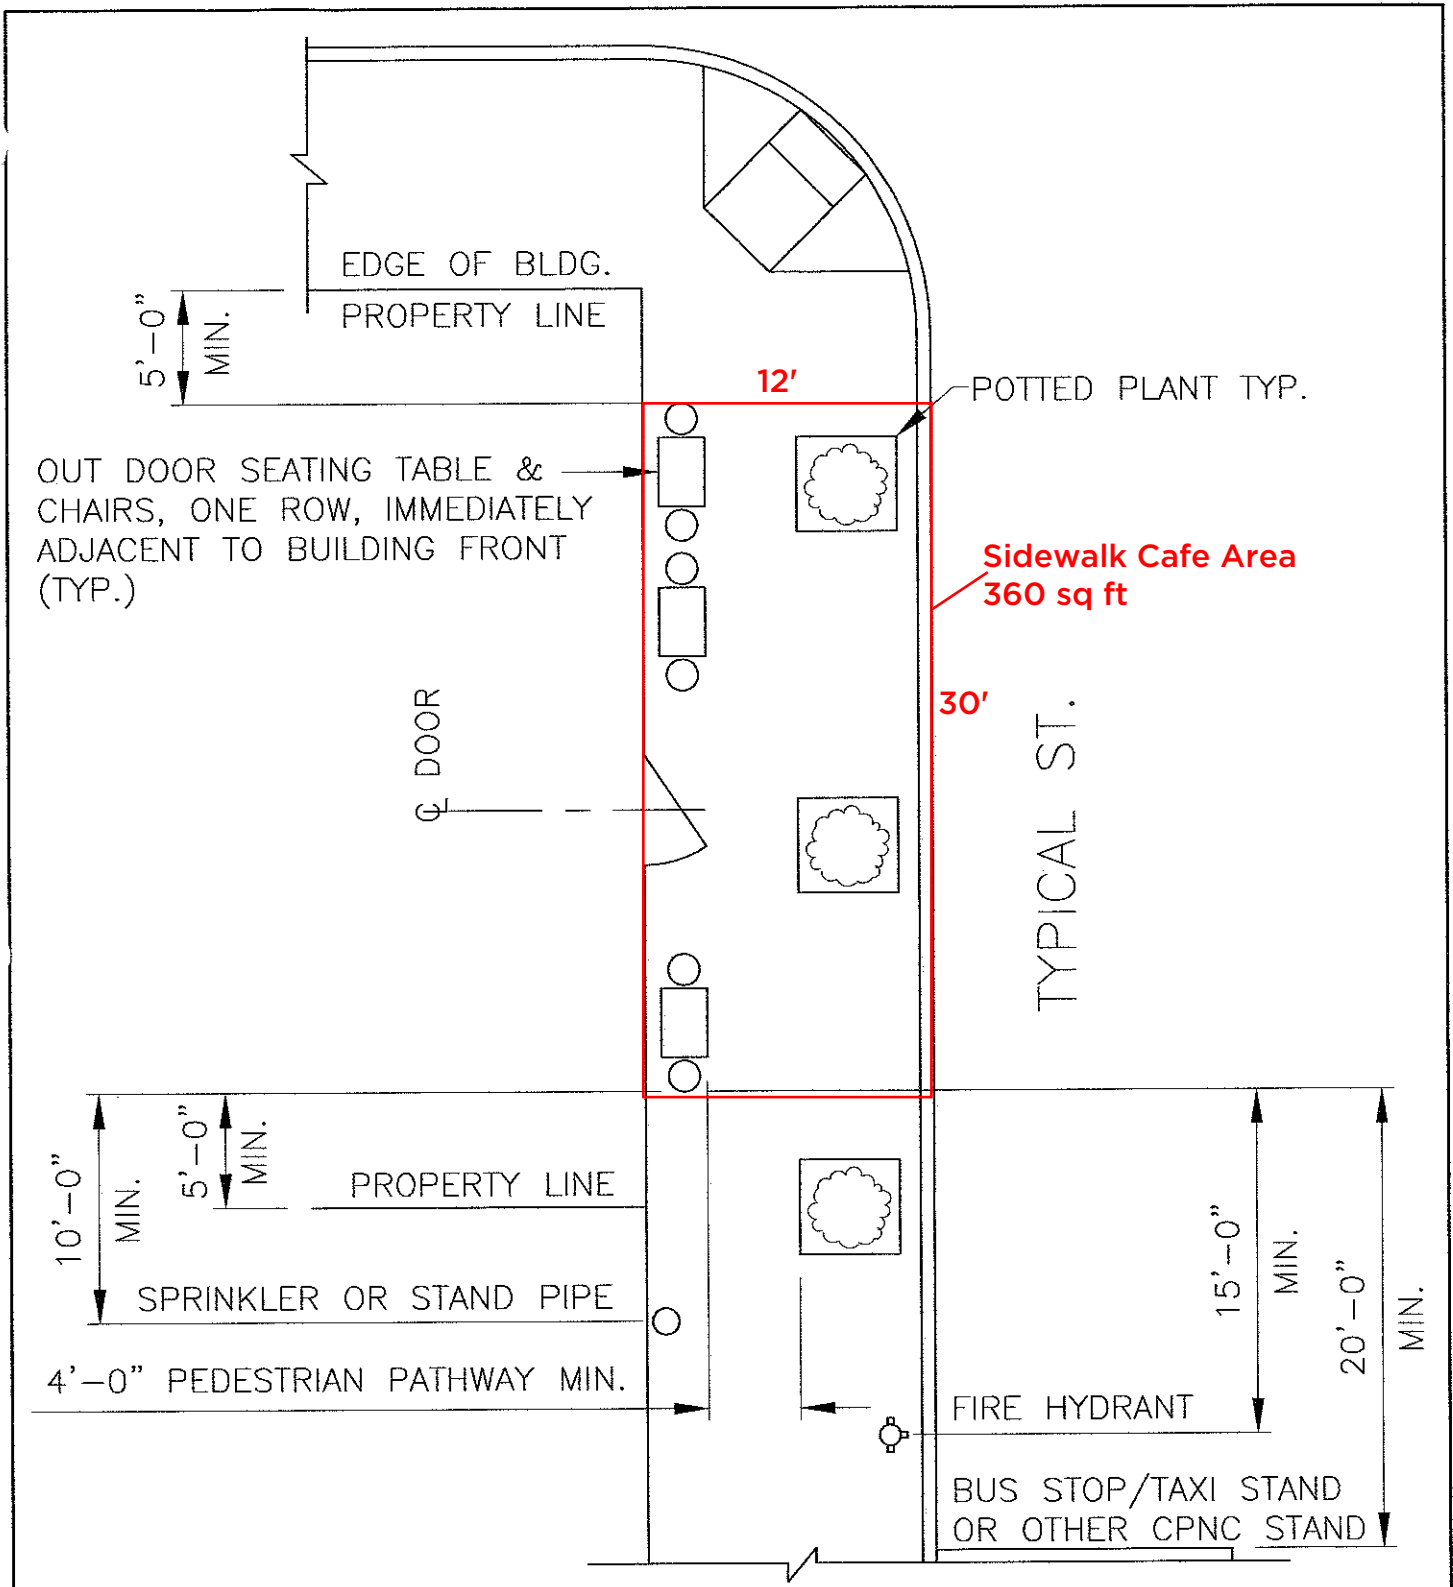 EDGE OF BLDG.
PROPERTY LINE
5'-0"
MIN.
12'
POTTED PLANT TYP.
OUT DOOR SEATING TABLE &
CHAIRS, ONE ROW, IMMEDIATELY
ADJACENT TO BUILDING FRONT
(TYP.)
Sidewalk Cafe Area
360 sq ft
30'
℄ DOOR
TYPICAL ST.
10'-0"
MIN.
5'-0"
MIN.
PROPERTY LINE
SPRINKLER OR STAND PIPE
4'-0" PEDESTRIAN PATHWAY MIN.
15'-0"
MIN.
20'-0"
MIN.
FIRE HYDRANT
BUS STOP/TAXI STAND
OR OTHER CPNC STAND